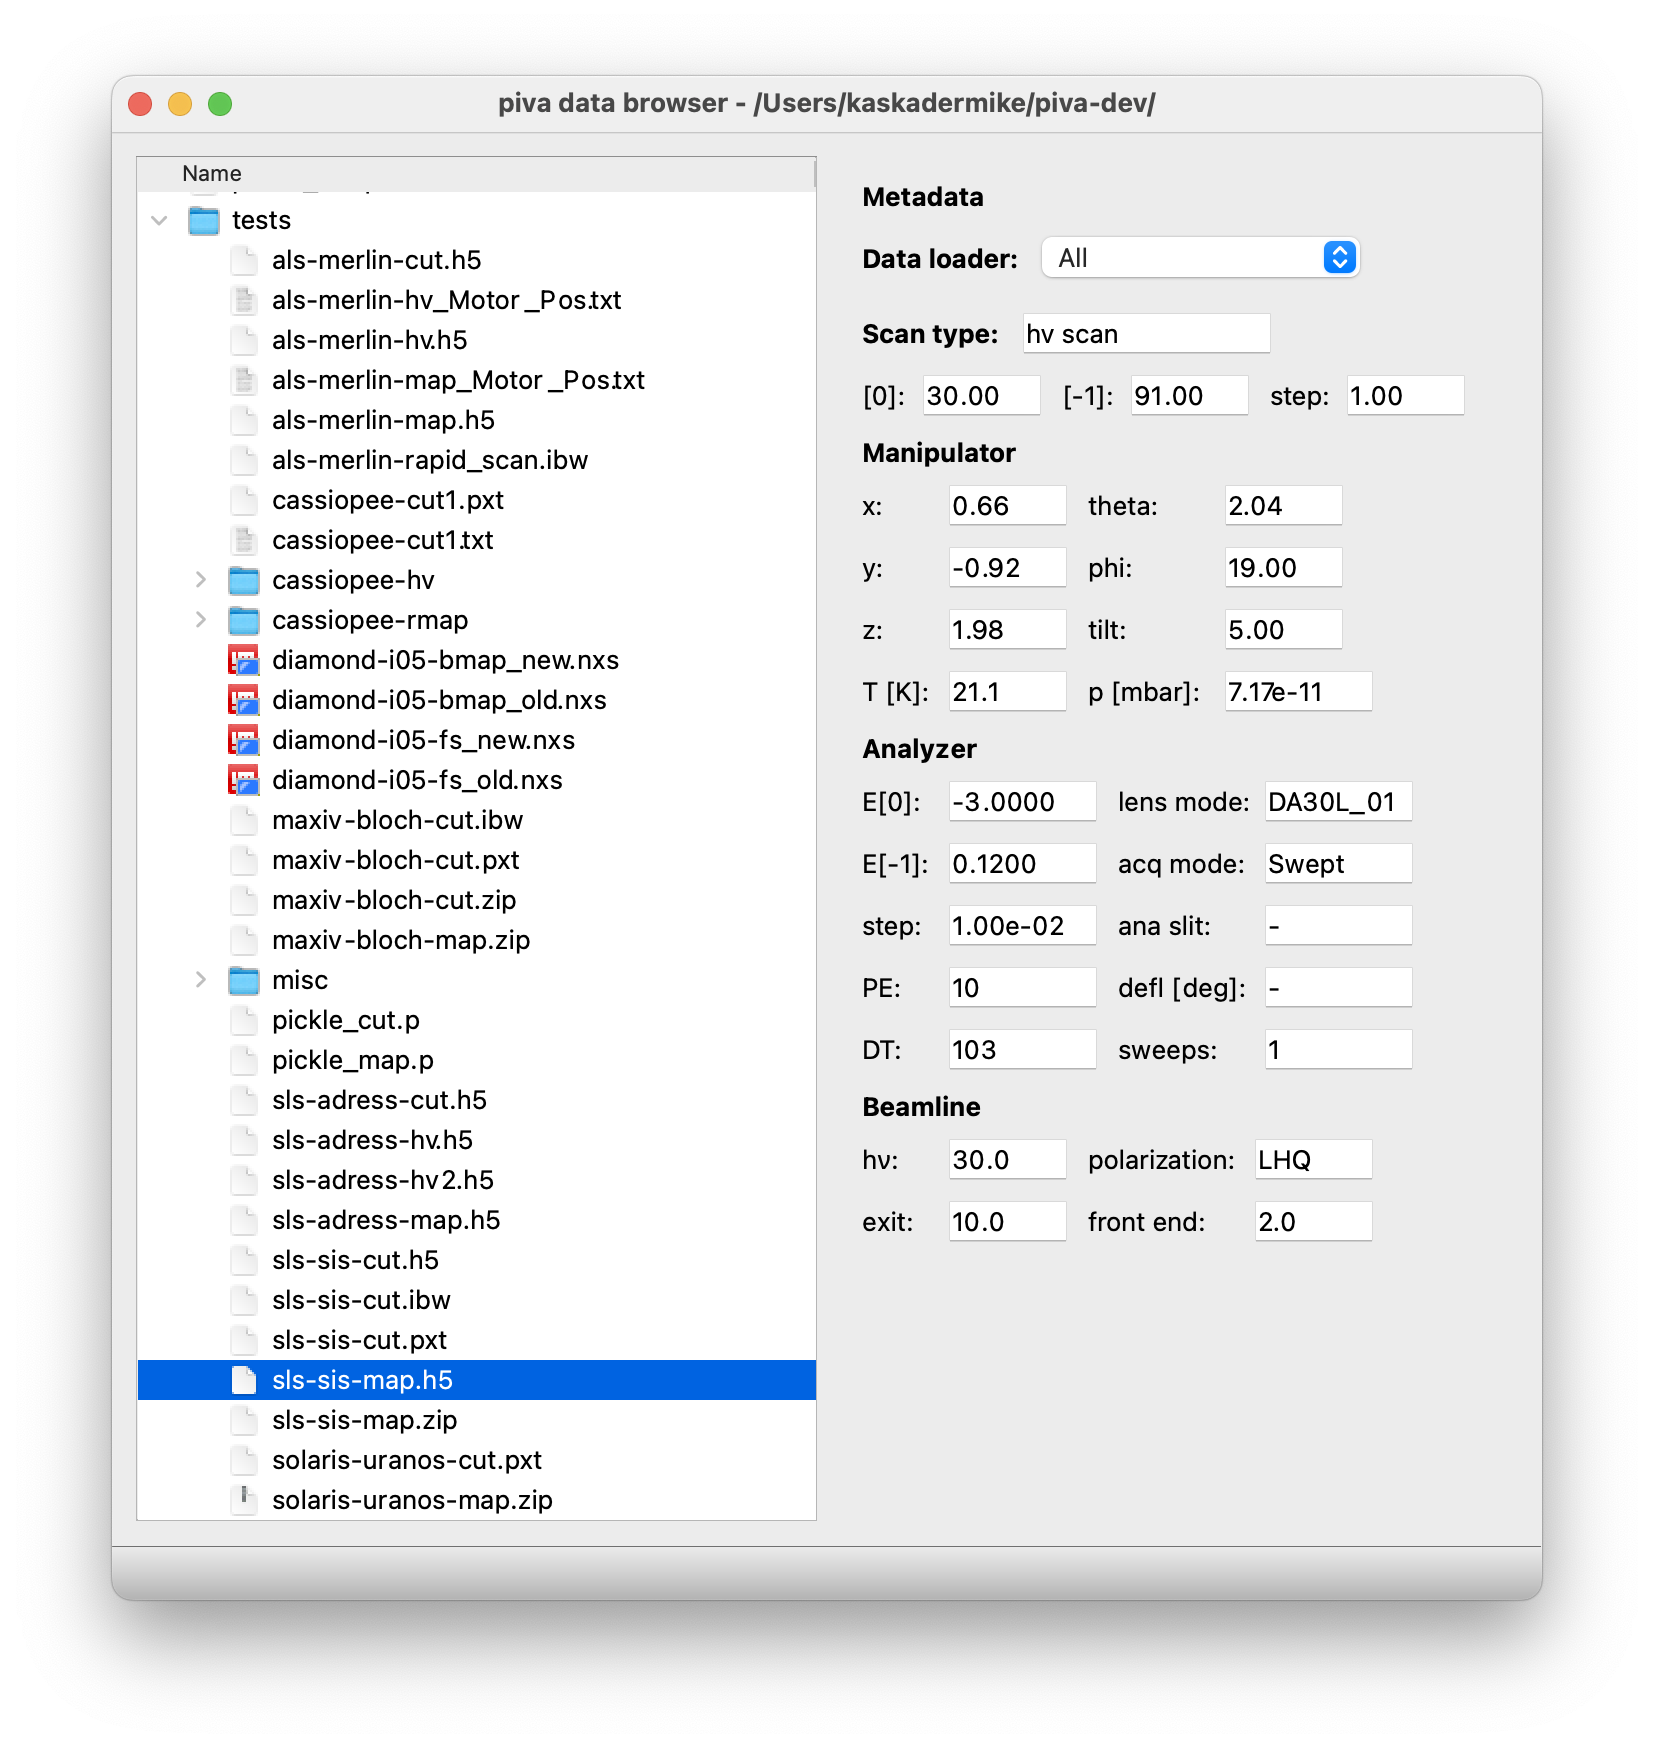 piva data browser - /Users/kaskadermike/piva-dev/
Name
tests
als-merlin-cut.h5
als-merlin-hv_Motor_Pos.txt
als-merlin-hv.h5
als-merlin-map_Motor_Pos.txt
als-merlin-map.h5
als-merlin-rapid_scan.ibw
cassiopee-cut1.pxt
cassiopee-cut1.txt
cassiopee-hv
cassiopee-rmap
diamond-i05-bmap_new.nxs
diamond-i05-bmap_old.nxs
diamond-i05-fs_new.nxs
diamond-i05-fs_old.nxs
maxiv-bloch-cut.ibw
maxiv-bloch-cut.pxt
maxiv-bloch-cut.zip
maxiv-bloch-map.zip
misc
pickle_cut.p
pickle_map.p
sls-adress-cut.h5
sls-adress-hv.h5
sls-adress-hv2.h5
sls-adress-map.h5
sls-sis-cut.h5
sls-sis-cut.ibw
sls-sis-cut.pxt
sls-sis-map.h5
sls-sis-map.zip
solaris-uranos-cut.pxt
solaris-uranos-map.zip
Metadata
Data loader: All
Scan type: hv scan
[0]: 30.00 [-1]: 91.00 step: 1.00
Manipulator
x: 0.66 theta: 2.04
y: -0.92 phi: 19.00
z: 1.98 tilt: 5.00
T [K]: 21.1 p [mbar]: 7.17e-11
Analyzer
E[0]: -3.0000 lens mode: DA30L_01
E[-1]: 0.1200 acq mode: Swept
step: 1.00e-02 ana slit: -
PE: 10 defl [deg]: -
DT: 103 sweeps: 1
Beamline
hν: 30.0 polarization: LHQ
exit: 10.0 front end: 2.0